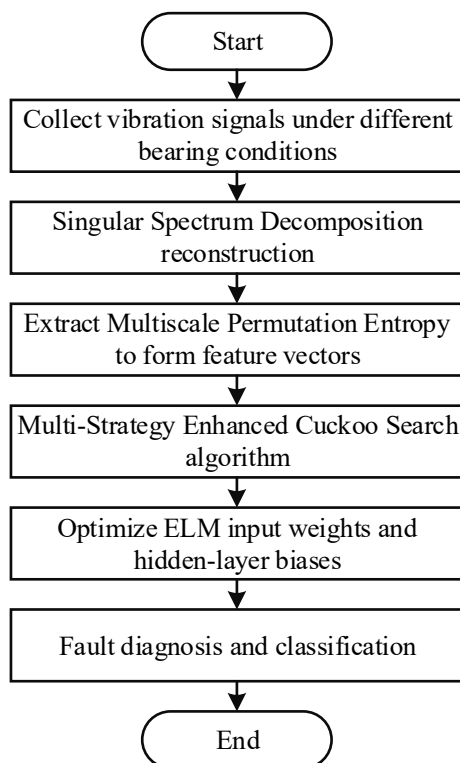 Start
Collect vibration signals under different
bearing conditions
Singular Spectrum Decomposition
reconstruction
Extract Multiscale Permutation Entropy
to form feature vectors
Multi-Strategy Enhanced Cuckoo Search
algorithm
Optimize ELM input weights and
hidden-layer biases
Fault diagnosis and classification
End